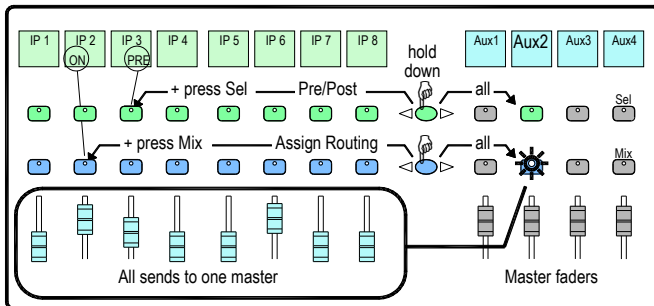 IP 1 IP 2 IP 3 IP 4 IP 5 IP 6 IP 7 IP 8 Aux1 Aux2 Aux3 Aux4
ON PRE
hold
down
+ press Sel Pre/Post all Sel
+ press Mix Assign Routing all Mix
All sends to one master Master faders